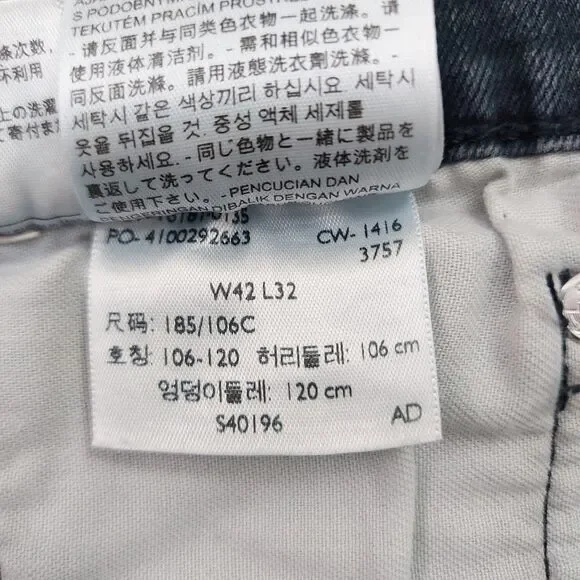 S PODOBNÝM
TEKUTÉM PRACÍM PROSTŘE
条次数, -请反面并与同类色衣物一起洗涤,
不利用 使用液体清洁剂。- 需和相似色衣物一
同反面洗滌。請用液態洗衣劑洗滌。-
上の洗濯 세탁시 같은 색상끼리 하십시요 세탁시
て寄付ま 옷을 뒤집을 것. 중성 액체 세제를
사용하세요. - 同じ色物と一緒に製品を
裏返して洗ってください。液体洗剤を
ご使用下さい。-PENCUCIAN DAN
DIBALIK DENGAN WARNA
PO- 4100292663 CW- 1416
3757
W42 L32
尺码: 185/106C
호칭: 106-120 허리둘레: 106 cm
엉덩이둘레: 120 cm
S40196 AD